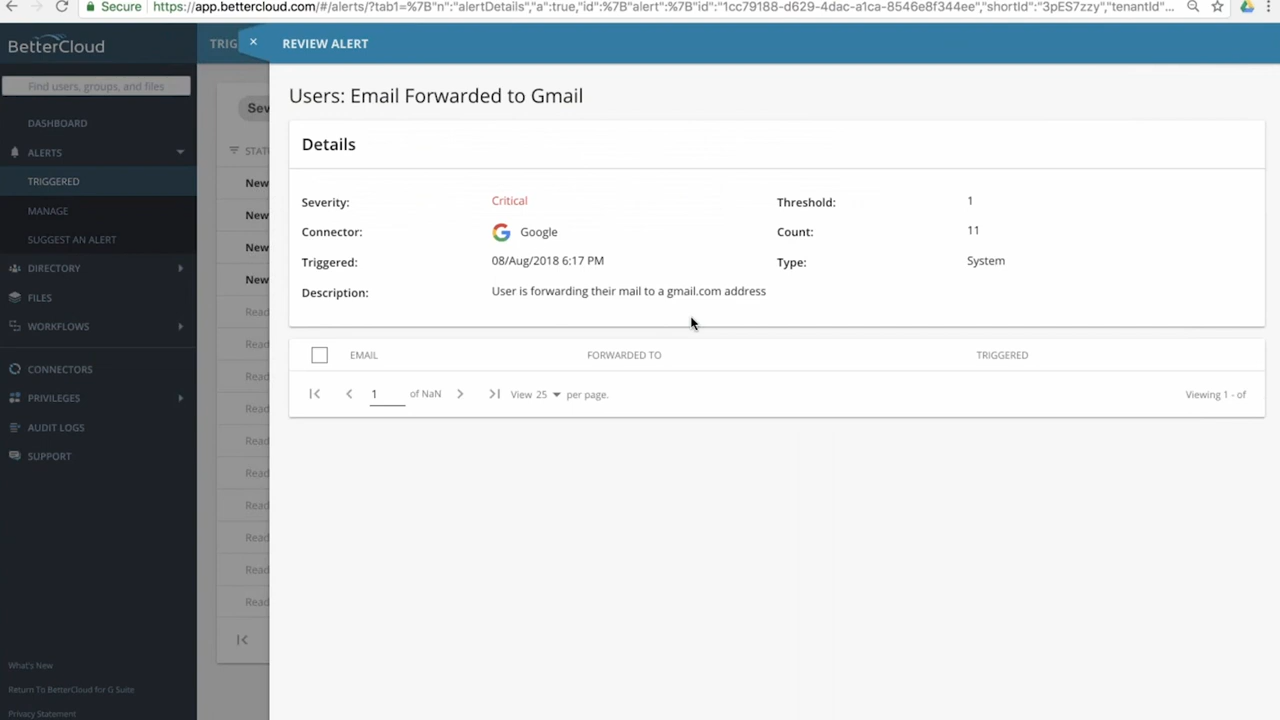 Secure https://app.bettercloud.com/#/alerts/?tab1=%7B"n":"alertDetails","a":true,"id":%7B"alert":%7B"id":"1cc79188-d629-4dac-a1ca-8546e8f344ee","shortId":"3pES7zzy","tenantId"...
BetterCloud
TRIG
×
REVIEW ALERT
Find users, groups, and files
DASHBOARD
ALERTS
TRIGGERED
MANAGE
SUGGEST AN ALERT
DIRECTORY
FILES
WORKFLOWS
CONNECTORS
PRIVILEGES
AUDIT LOGS
SUPPORT
What's New
Return To BetterCloud for G Suite
Privacy Statement
Sev
STAT
New
New
New
New
Read
Read
Read
Read
Read
Read
Read
Read
Read
Read
Users: Email Forwarded to Gmail
Details
Severity: Critical Threshold: 1
Connector: Google Count: 11
Triggered: 08/Aug/2018 6:17 PM Type: System
Description: User is forwarding their mail to a gmail.com address
EMAIL FORWARDED TO TRIGGERED
1 of NaN View 25 per page. Viewing 1 - of